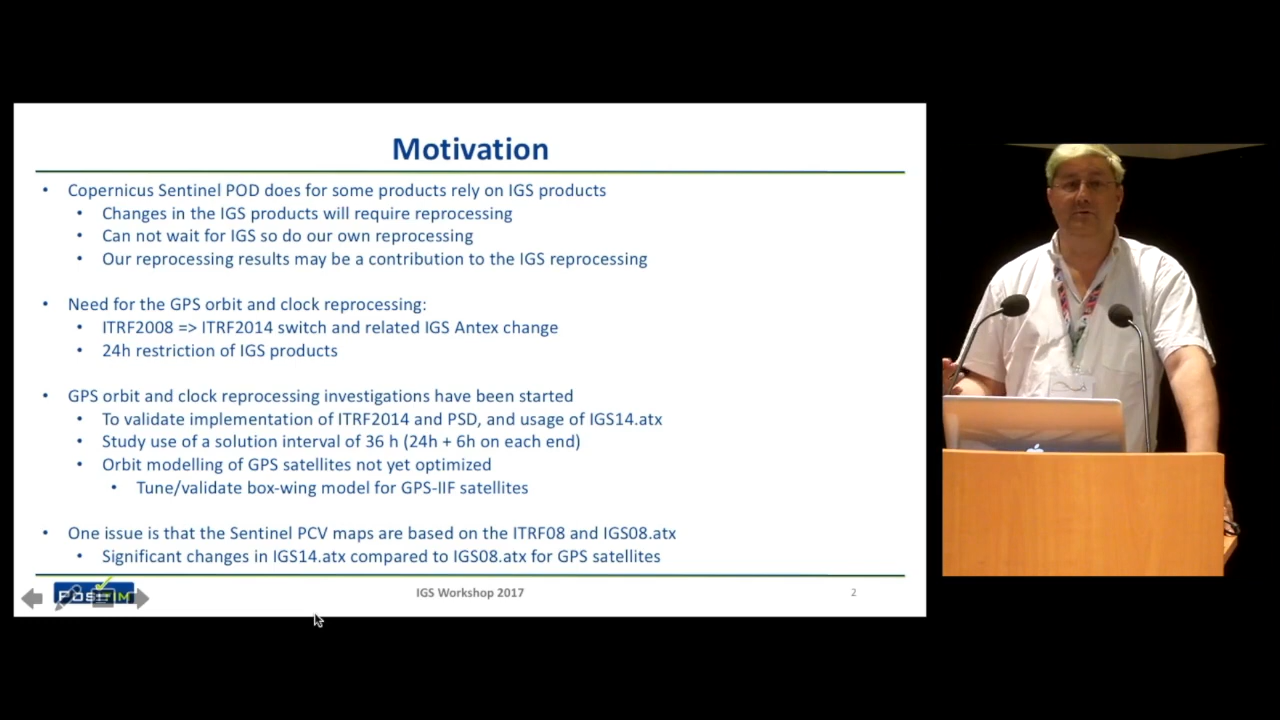 Motivation
• Copernicus Sentinel POD does for some products rely on IGS products
• Changes in the IGS products will require reprocessing
• Can not wait for IGS so do our own reprocessing
• Our reprocessing results may be a contribution to the IGS reprocessing
• Need for the GPS orbit and clock reprocessing:
• ITRF2008 => ITRF2014 switch and related IGS Antex change
• 24h restriction of IGS products
• GPS orbit and clock reprocessing investigations have been started
• To validate implementation of ITRF2014 and PSD, and usage of IGS14.atx
• Study use of a solution interval of 36 h (24h + 6h on each end)
• Orbit modelling of GPS satellites not yet optimized
• Tune/validate box-wing model for GPS-IIF satellites
• One issue is that the Sentinel PCV maps are based on the ITRF08 and IGS08.atx
• Significant changes in IGS14.atx compared to IGS08.atx for GPS satellites
IGS Workshop 2017
2